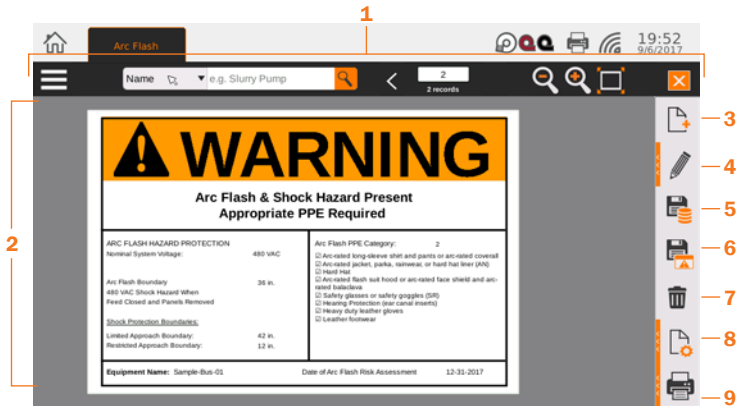 1
Arc Flash
19:52
9/6/2017
Name
e.g. Slurry Pump
2
2 records
2
3
4
5
6
7
8
9
WARNING
Arc Flash & Shock Hazard Present
Appropriate PPE Required
ARC FLASH HAZARD PROTECTION
Nominal System Voltage: 480 VAC
Arc Flash Boundary 36 in.
480 VAC Shock Hazard When
Feed Closed and Panels Removed
Shock Protection Boundaries:
Limited Approach Boundary: 42 in.
Restricted Approach Boundary: 12 in.
Arc Flash PPE Category: 2
☑ Arc-rated long-sleeve shirt and pants or arc-rated coverall
☑ Arc-rated jacket, parka, rainwear, or hard hat liner (AN)
☑ Hard Hat
☑ Arc-rated flash suit hood or arc-rated face shield and arc-
rated balaclava
☑ Safety glasses or safety goggles (SR)
☑ Hearing Protection (ear canal inserts)
☑ Heavy duty leather gloves
☑ Leather footwear
Equipment Name: Sample-Bus-01
Date of Arc Flash Risk Assessment 12-31-2017